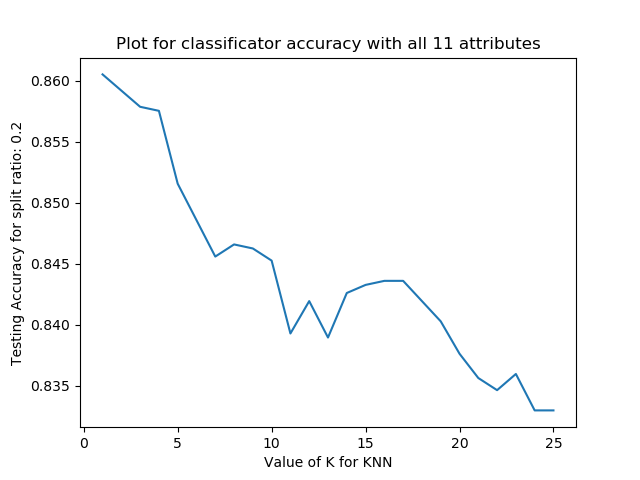 Plot for classificator accuracy with all 11 attributes
0.860
0.855
0.850
0.845
0.840
0.835
Testing Accuracy for split ratio: 0.2
0 5 10 15 20 25
Value of K for KNN